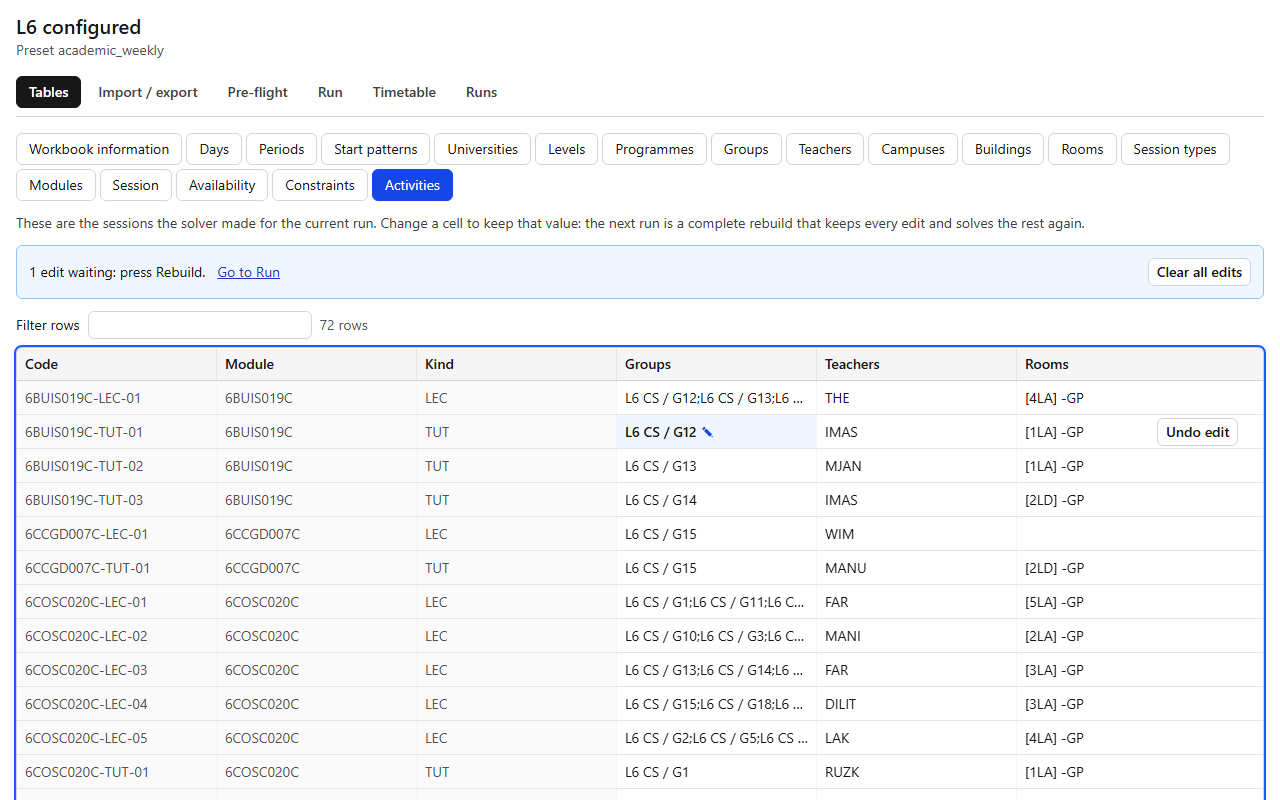 L6 configured
Preset academic_weekly
Tables Import / export Pre-flight Run Timetable Runs
Workbook information Days Periods Start patterns Universities Levels Programmes Groups Teachers Campuses Buildings Rooms Session types
Modules Session Availability Constraints Activities
These are the sessions the solver made for the current run. Change a cell to keep that value: the next run is a complete rebuild that keeps every edit and solves the rest again.
1 edit waiting: press Rebuild. Go to Run Clear all edits
Filter rows 72 rows
Code Module Kind Groups Teachers Rooms
6BUIS019C-LEC-01 6BUIS019C LEC L6 CS / G12;L6 CS / G13;L6 ... THE [4LA] -GP
6BUIS019C-TUT-01 6BUIS019C TUT L6 CS / G12 IMAS [1LA] -GP Undo edit
6BUIS019C-TUT-02 6BUIS019C TUT L6 CS / G13 MJAN [1LA] -GP
6BUIS019C-TUT-03 6BUIS019C TUT L6 CS / G14 IMAS [2LD] -GP
6CCGD007C-LEC-01 6CCGD007C LEC L6 CS / G15 WIM
6CCGD007C-TUT-01 6CCGD007C TUT L6 CS / G15 MANU [2LD] -GP
6COSC020C-LEC-01 6COSC020C LEC L6 CS / G1;L6 CS / G11;L6 C... FAR [5LA] -GP
6COSC020C-LEC-02 6COSC020C LEC L6 CS / G10;L6 CS / G3;L6 C... MANI [2LA] -GP
6COSC020C-LEC-03 6COSC020C LEC L6 CS / G13;L6 CS / G14;L6 ... FAR [3LA] -GP
6COSC020C-LEC-04 6COSC020C LEC L6 CS / G15;L6 CS / G18;L6 ... DILIT [3LA] -GP
6COSC020C-LEC-05 6COSC020C LEC L6 CS / G2;L6 CS / G5;L6 CS ... LAK [4LA] -GP
6COSC020C-TUT-01 6COSC020C TUT L6 CS / G1 RUZK [1LA] -GP